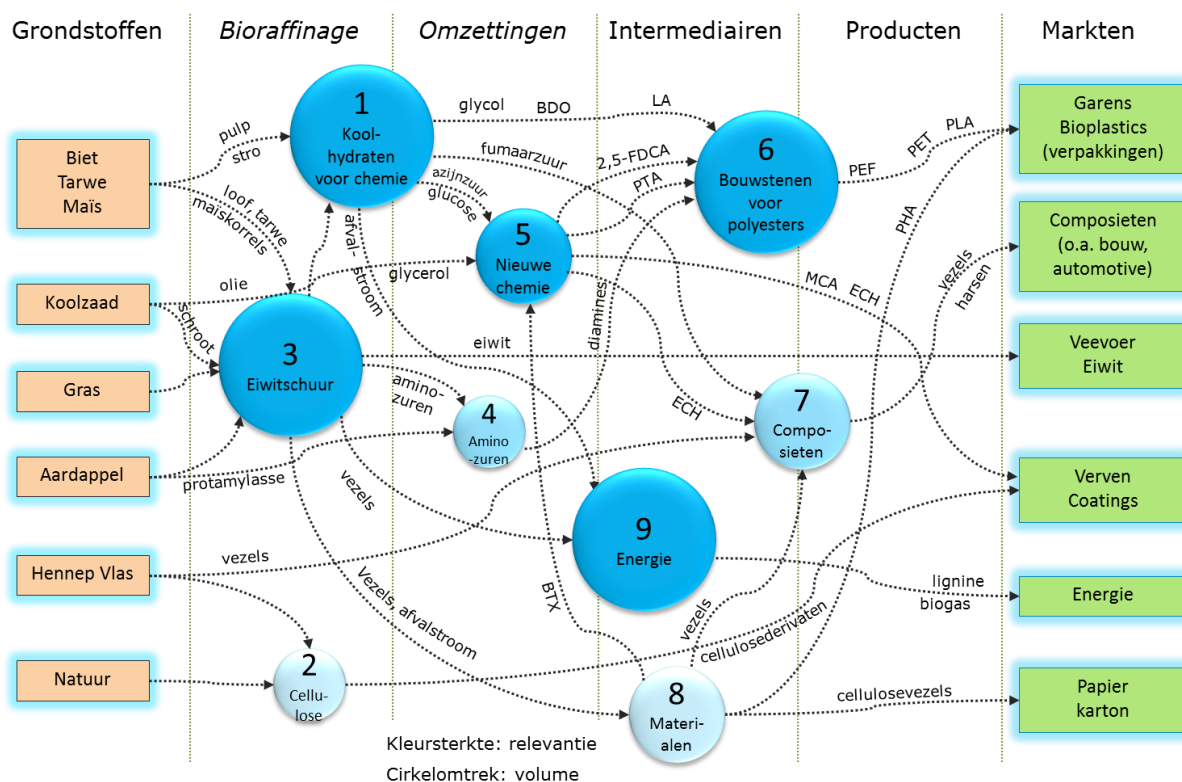 Grondstoffen
Bioraffinage
Omzettingen
Intermediairen
Producten
Markten
Biet
Tarwe
Maïs
Koolzaad
Gras
Aardappel
Hennep Vlas
Natuur
pulp
stro
loof, tarwe
maiskorrels
olie
schroot
protamylasse
vezels
1
Kool-
hydraten
voor chemie
3
Eiwitschuur
2
Cellu-
lose
afval- stroom
glycol
BDO
LA
fumaarzuur
azijnzuur
glucose
glycerol
eiwit
amino-
zuren
vezels
Vezels, afvalstroom
5
Nieuwe
chemie
4
Amino
-zuren
2,5-FDCA
PTA
diamines
ECH
BTX
6
Bouwstenen
voor
polyesters
9
Energie
8
Materi-
alen
7
Compo-
sieten
vezels
cellulosederivaten
cellulosevezels
PEF
PET
PLA
PHA
MCA ECH
vezels
harsen
lignine
biogas
Garens
Bioplastics
(verpakkingen)
Composieten
(o.a. bouw,
automotive)
Veevoer
Eiwit
Verven
Coatings
Energie
Papier
karton
Kleursterkte: relevantie
Cirkelomtrek: volume